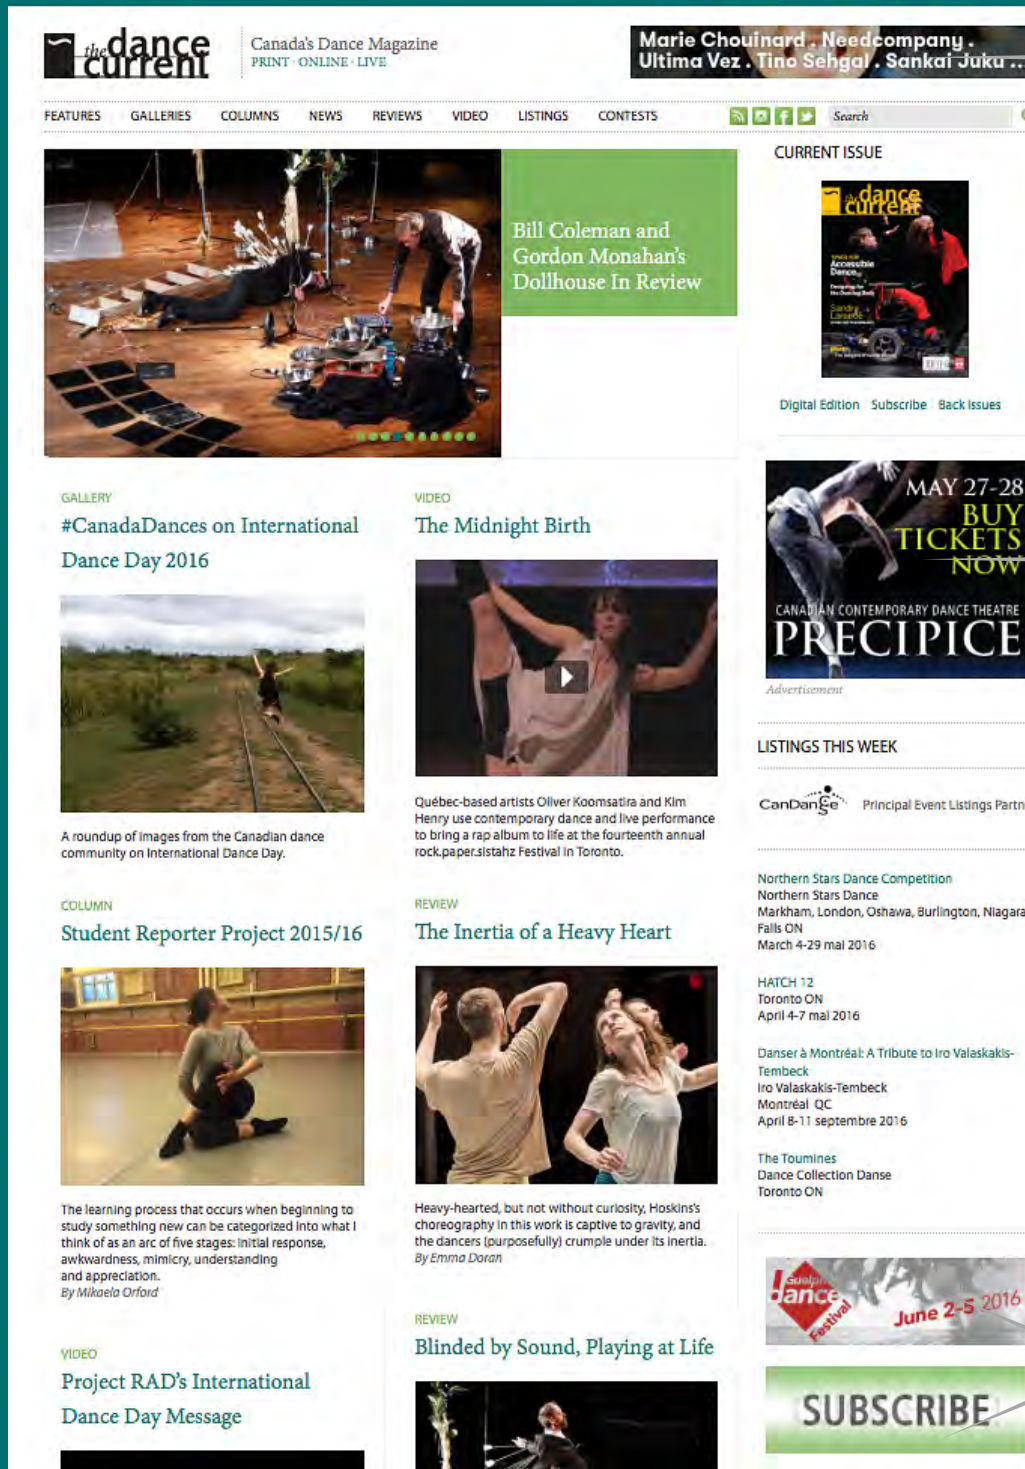 the dance
current
Canada's Dance Magazine
PRINT · ONLINE · LIVE
Marie Chouinard . Needcompany .
Ultima Vez . Tino Sehgal . Sankai Juku ...
FEATURES GALLERIES COLUMNS NEWS REVIEWS VIDEO LISTINGS CONTESTS
Search
Bill Coleman and
Gordon Monahan's
Dollhouse In Review
CURRENT ISSUE
the dance
current
Accessible
Dance
Digital Edition Subscribe Back Issues
GALLERY
#CanadaDances on International
Dance Day 2016
A roundup of images from the Canadian dance
community on International Dance Day.
VIDEO
The Midnight Birth
Québec-based artists Oliver Koomsatira and Kim
Henry use contemporary dance and live performance
to bring a rap album to life at the fourteenth annual
rock.paper.sistahz Festival in Toronto.
COLUMN
Student Reporter Project 2015/16
The learning process that occurs when beginning to
study something new can be categorized into what I
think of as an arc of five stages: initial response,
awkwardness, mimicry, understanding
and appreciation.
By Mikaela Orford
REVIEW
The Inertia of a Heavy Heart
Heavy-hearted, but not without curiosity, Hoskins's
choreography in this work is captive to gravity, and
the dancers (purposefully) crumple under its inertia.
By Emma Doran
VIDEO
Project RAD's International
Dance Day Message
REVIEW
Blinded by Sound, Playing at Life
MAY 27-28
BUY
TICKETS
NOW
CANADIAN CONTEMPORARY DANCE THEATRE
PRECIPICE
Advertisement
LISTINGS THIS WEEK
CanDance Principal Event Listings Partn
Northern Stars Dance Competition
Northern Stars Dance
Markham, London, Oshawa, Burlington, Niagara
Falls ON
March 4-29 mai 2016
HATCH 12
Toronto ON
April 4-7 mai 2016
Danser à Montréal: A Tribute to Iro Valaskakis-
Tembeck
Iro Valaskakis-Tembeck
Montréal QC
April 8-11 septembre 2016
The Toumines
Dance Collection Danse
Toronto ON
Guelph
dance
Festival
June 2-5 2016
SUBSCRIBE